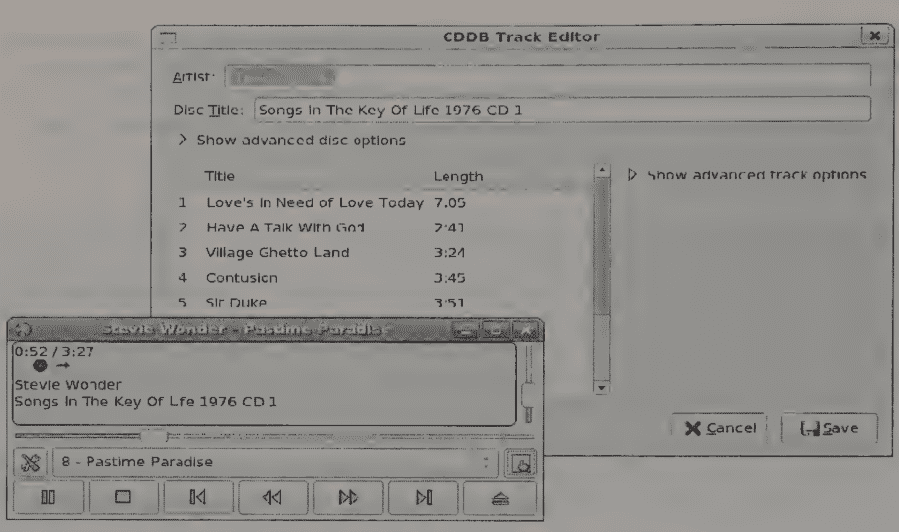 CDDB Track Editor
Artist:
Disc Title: Songs In The Key Of Life 1976 CD 1
Show advanced disc options
Title Length
Show advanced track options
1 Love's In Need of Love Today 7.05
2 Have A Talk With God 2:41
3 Village Ghetto Land 3:24
4 Contusion 3:45
5 Sir Duke 3:51
Stevie Wonder - Pastime Paradise
0:52 / 3:27
Stevie Wonder
Songs In The Key Of Life 1976 CD 1
Cancel Save
8 - Pastime Paradise